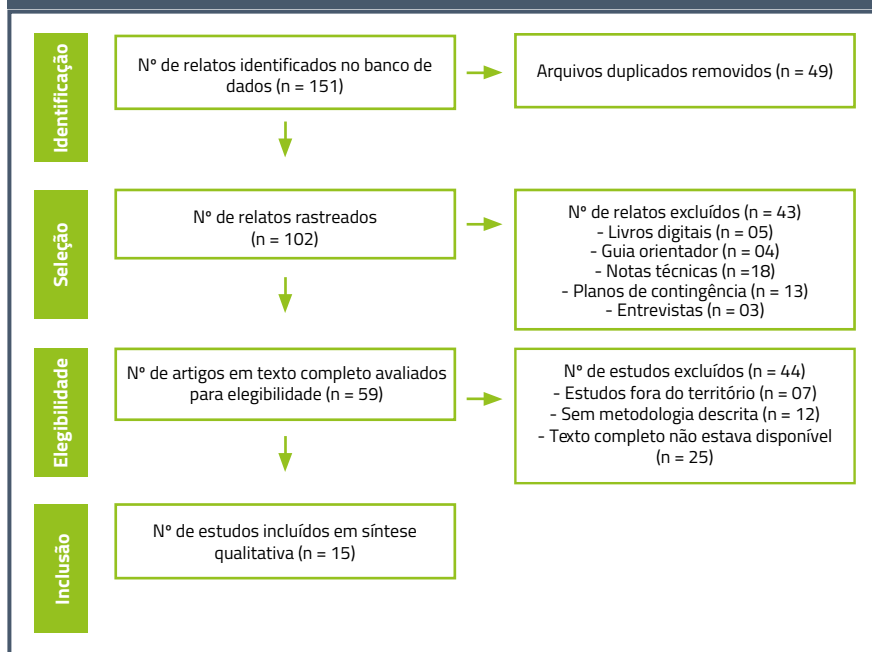 Identificação
Nº de relatos identificados no banco de
dados (n = 151)
Arquivos duplicados removidos (n = 49)
Seleção
Nº de relatos rastreados
(n = 102)
Nº de relatos excluídos (n = 43)
- Livros digitais (n = 05)
- Guia orientador (n = 04)
- Notas técnicas (n =18)
- Planos de contingência (n = 13)
- Entrevistas (n = 03)
Elegibilidade
Nº de artigos em texto completo avaliados
para elegibilidade (n = 59)
Nº de estudos excluídos (n = 44)
- Estudos fora do território (n = 07)
- Sem metodologia descrita (n = 12)
- Texto completo não estava disponível
(n = 25)
Inclusão
Nº de estudos incluídos em síntese
qualitativa (n = 15)